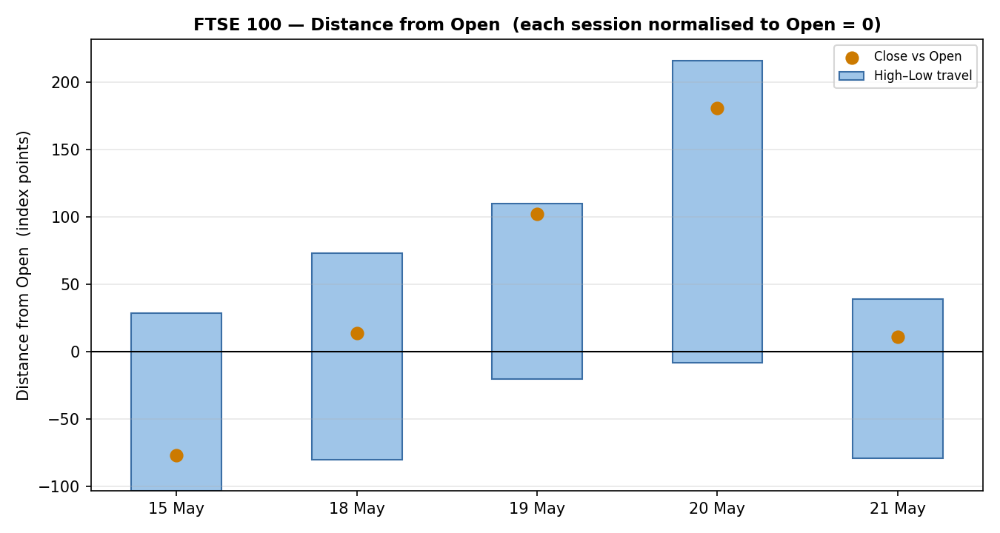 FTSE 100 — Distance from Open  (each session normalised to Open = 0)
Close vs Open
High–Low travel
Distance from Open  (index points)
200
150
100
50
0
−50
−100
15 May
18 May
19 May
20 May
21 May